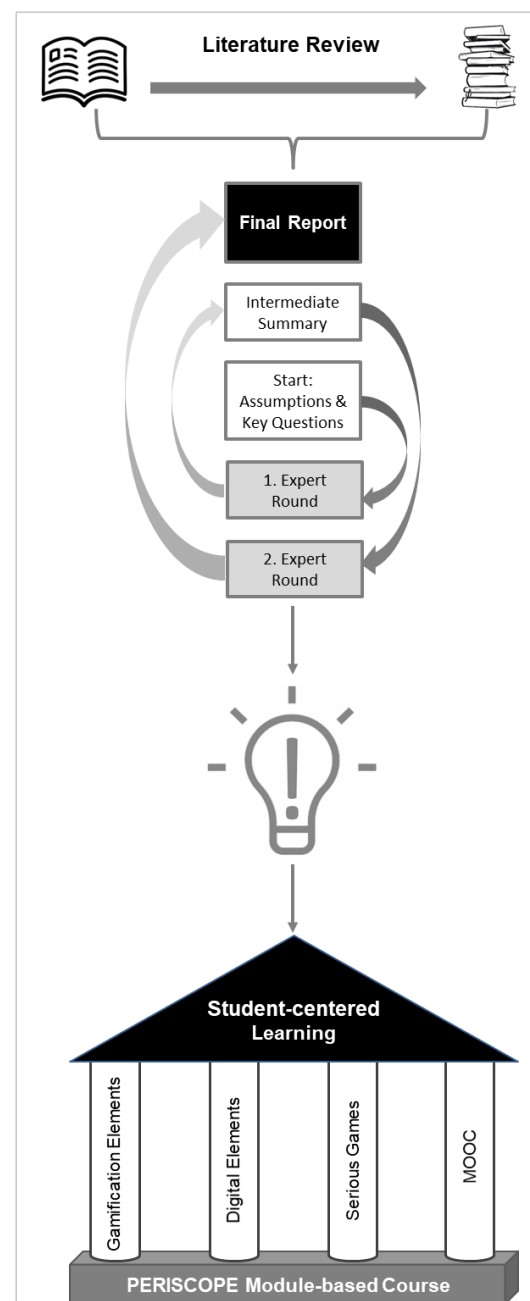 Literature Review
Final Report
Intermediate
Summary
Start:
Assumptions &
Key Questions
1. Expert
Round
2. Expert
Round
Student-centered
Learning
Gamification Elements
Digital Elements
Serious Games
MOOC
PERISCOPE Module-based Course